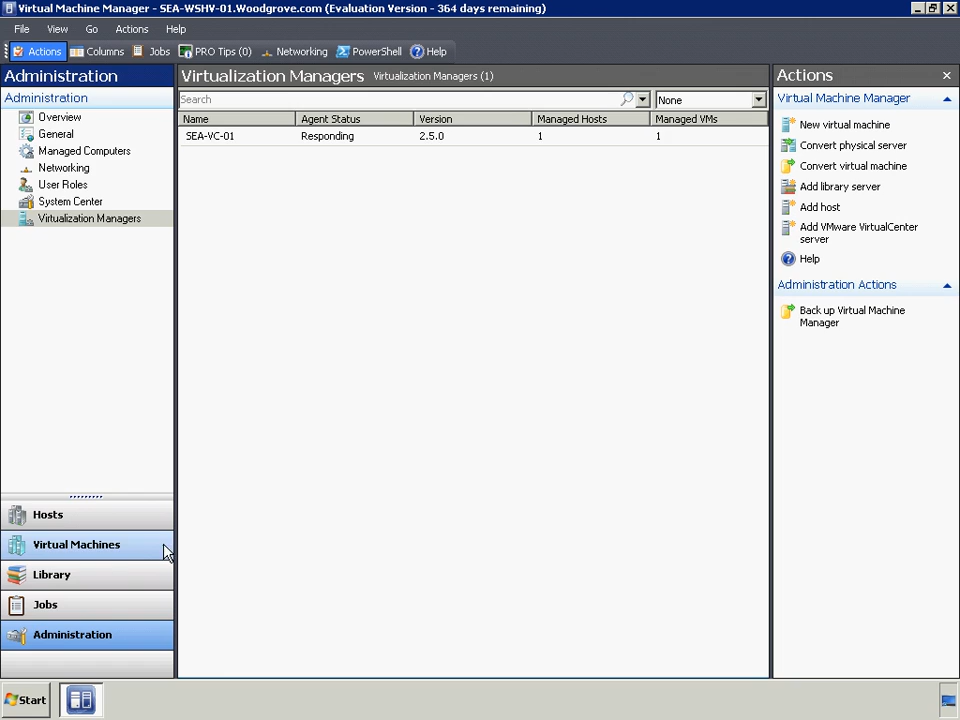 Virtual Machine Manager - SEA-WSHV-01.Woodgrove.com (Evaluation Version - 364 days remaining)
File View Go Actions Help
Actions Columns Jobs PRO Tips (0) Networking PowerShell Help
Administration
Administration
Overview
General
Managed Computers
Networking
User Roles
System Center
Virtualization Managers
Hosts
Virtual Machines
Library
Jobs
Administration
Virtualization Managers Virtualization Managers (1)
Search None
Name Agent Status Version Managed Hosts Managed VMs
SEA-VC-01 Responding 2.5.0 1 1
Actions
Virtual Machine Manager
New virtual machine
Convert physical server
Convert virtual machine
Add library server
Add host
Add VMware VirtualCenter
server
Help
Administration Actions
Back up Virtual Machine
Manager
Start